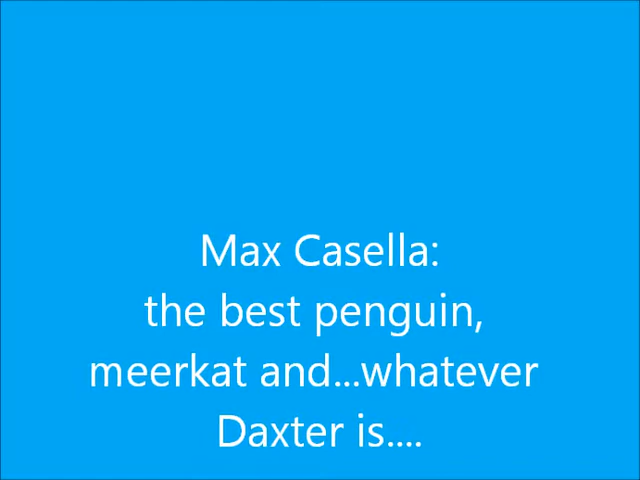 Max Casella:
the best penguin,
meerkat and...whatever
Daxter is....